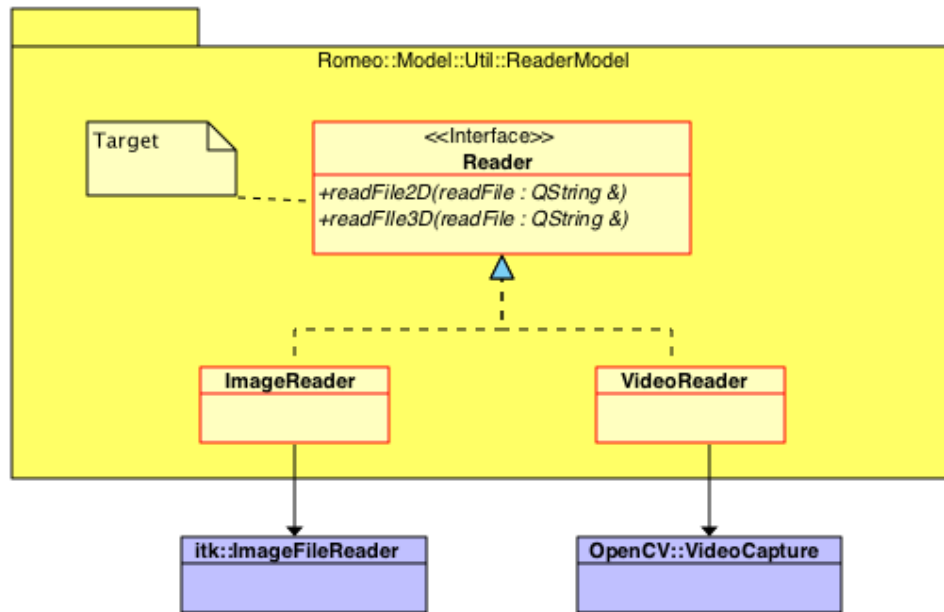 Romeo::Model::Util::ReaderModel
Target
<<Interface>>
Reader
+readFile2D(readFile : QString &)
+readFIle3D(readFile : QString &)
ImageReader
VideoReader
itk::ImageFileReader
OpenCV::VideoCapture